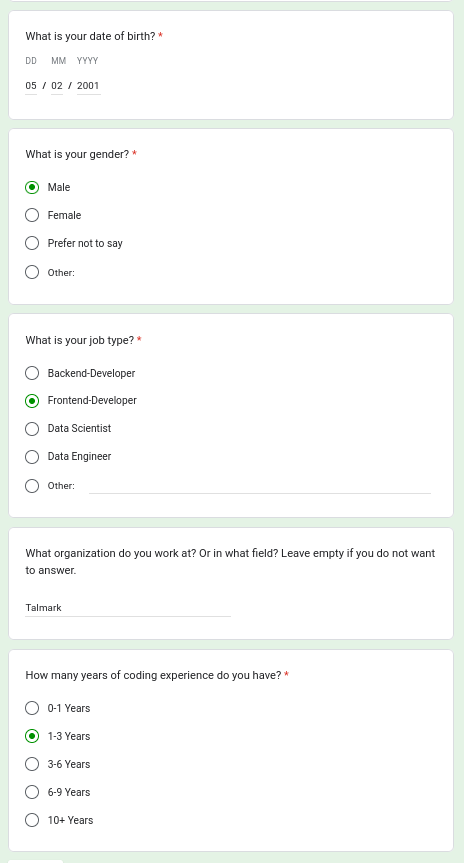 What is your date of birth? *
DD MM YYYY
05 / 02 / 2001
What is your gender? *
Male
Female
Prefer not to say
Other:
What is your job type? *
Backend-Developer
Frontend-Developer
Data Scientist
Data Engineer
Other:
What organization do you work at? Or in what field? Leave empty if you do not want
to answer.
Talmark
How many years of coding experience do you have? *
0-1 Years
1-3 Years
3-6 Years
6-9 Years
10+ Years